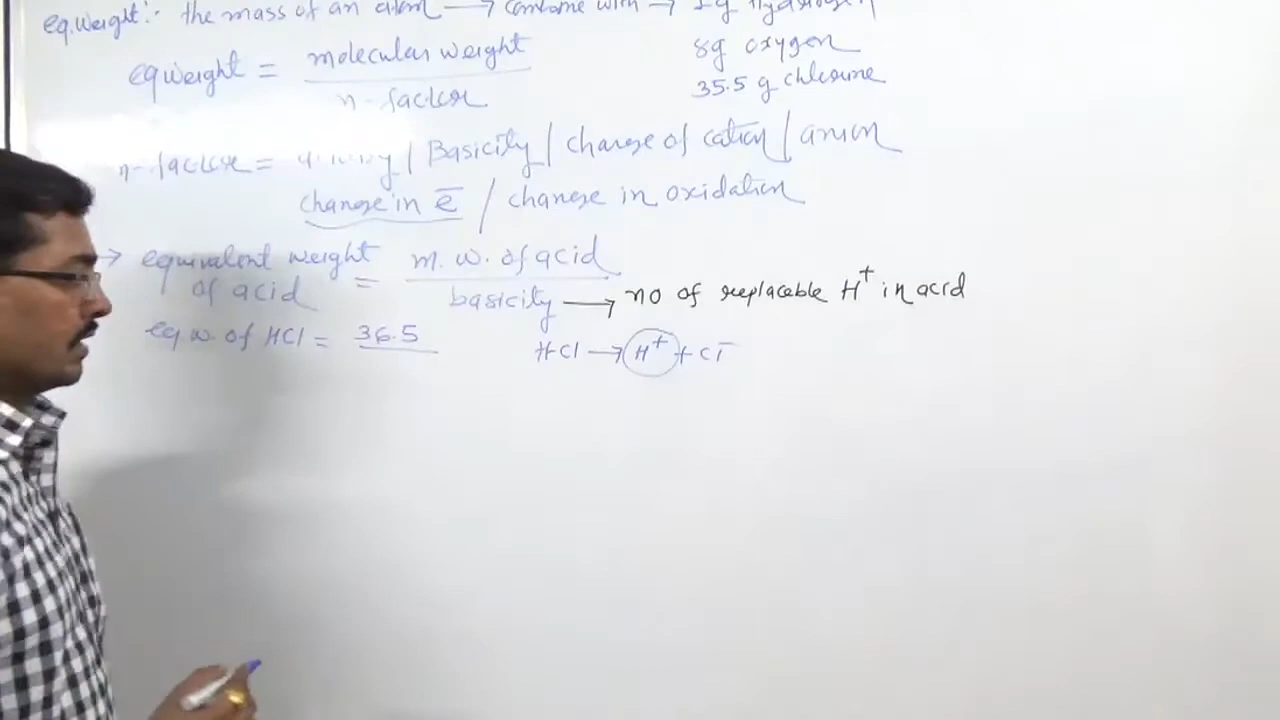 eq.weight:- the mass of an atom → combine with → 1g Hydrogen
8g oxygen
35.5 g chlorine
eq weight = molecular weight / n-factor
n-factor = / Basicity / charge of cation / anion
change in e̅ / change in oxidation
→ equivalent weight of acid = m.w. of acid / basicity → no of replacable H⁺ in acid
eq w. of HCl = 36.5
HCl → H⁺ + Cl⁻